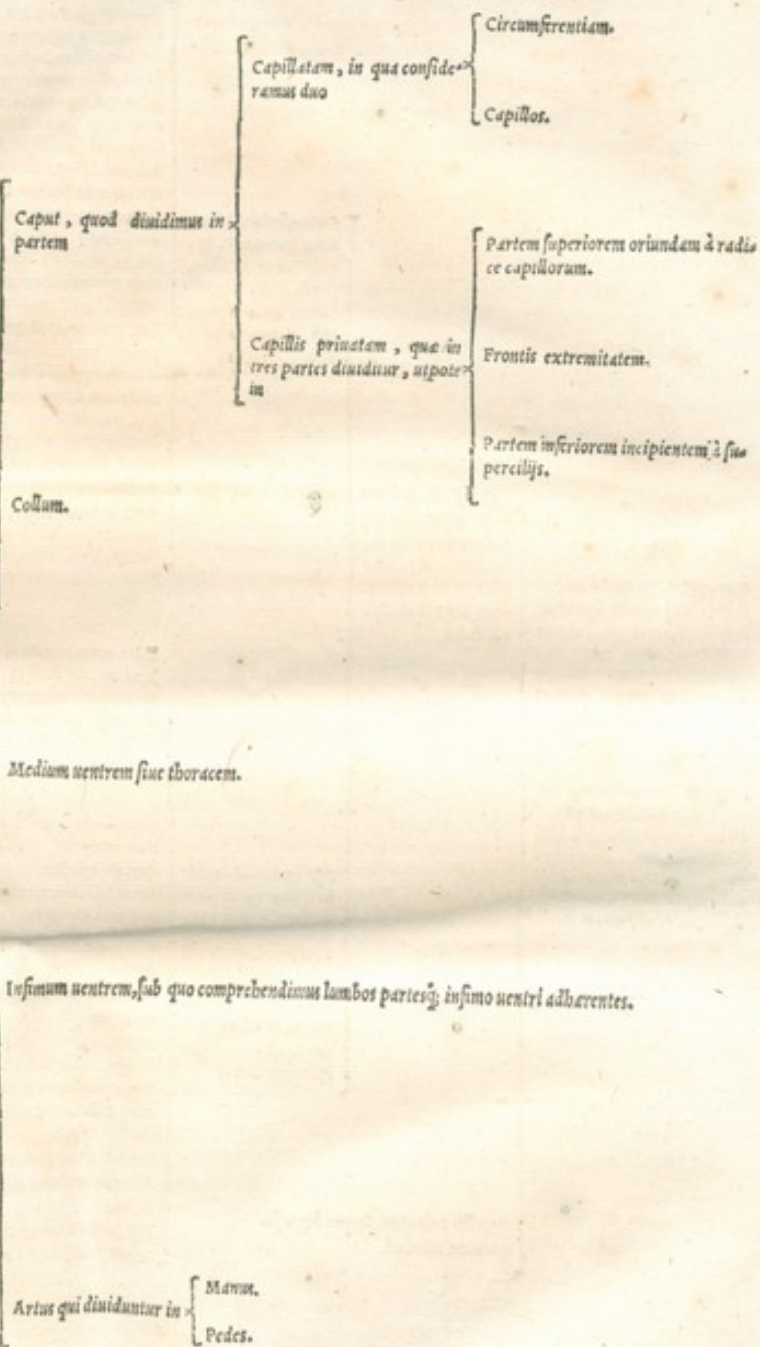 Circumferentiam.
Capillatam, in qua conside-
ramus duo
Capillos.
Caput, quod diuidimus in
partem
Partem superiorem oriundam à radi-
ce capillorum.
Capillis priuatam, quæ in
tres partes diuiditur, utpote
in
Frontis extremitatem.
Partem inferiorem incipientem à su-
percilijs.
Collum.
Medium uentrem siue thoracem.
Infimum uentrem, sub quo comprehendimus lumbos partesq́; infimo uentri adhærentes.
Artus qui diuiduntur in
Manus.
Pedes.